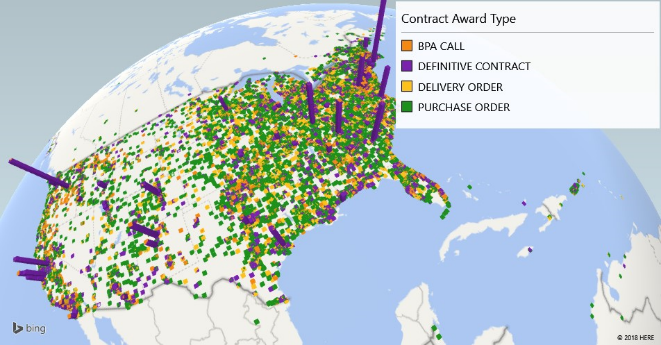 Contract Award Type
BPA CALL
DEFINITIVE CONTRACT
DELIVERY ORDER
PURCHASE ORDER
bing
© 2018 HERE